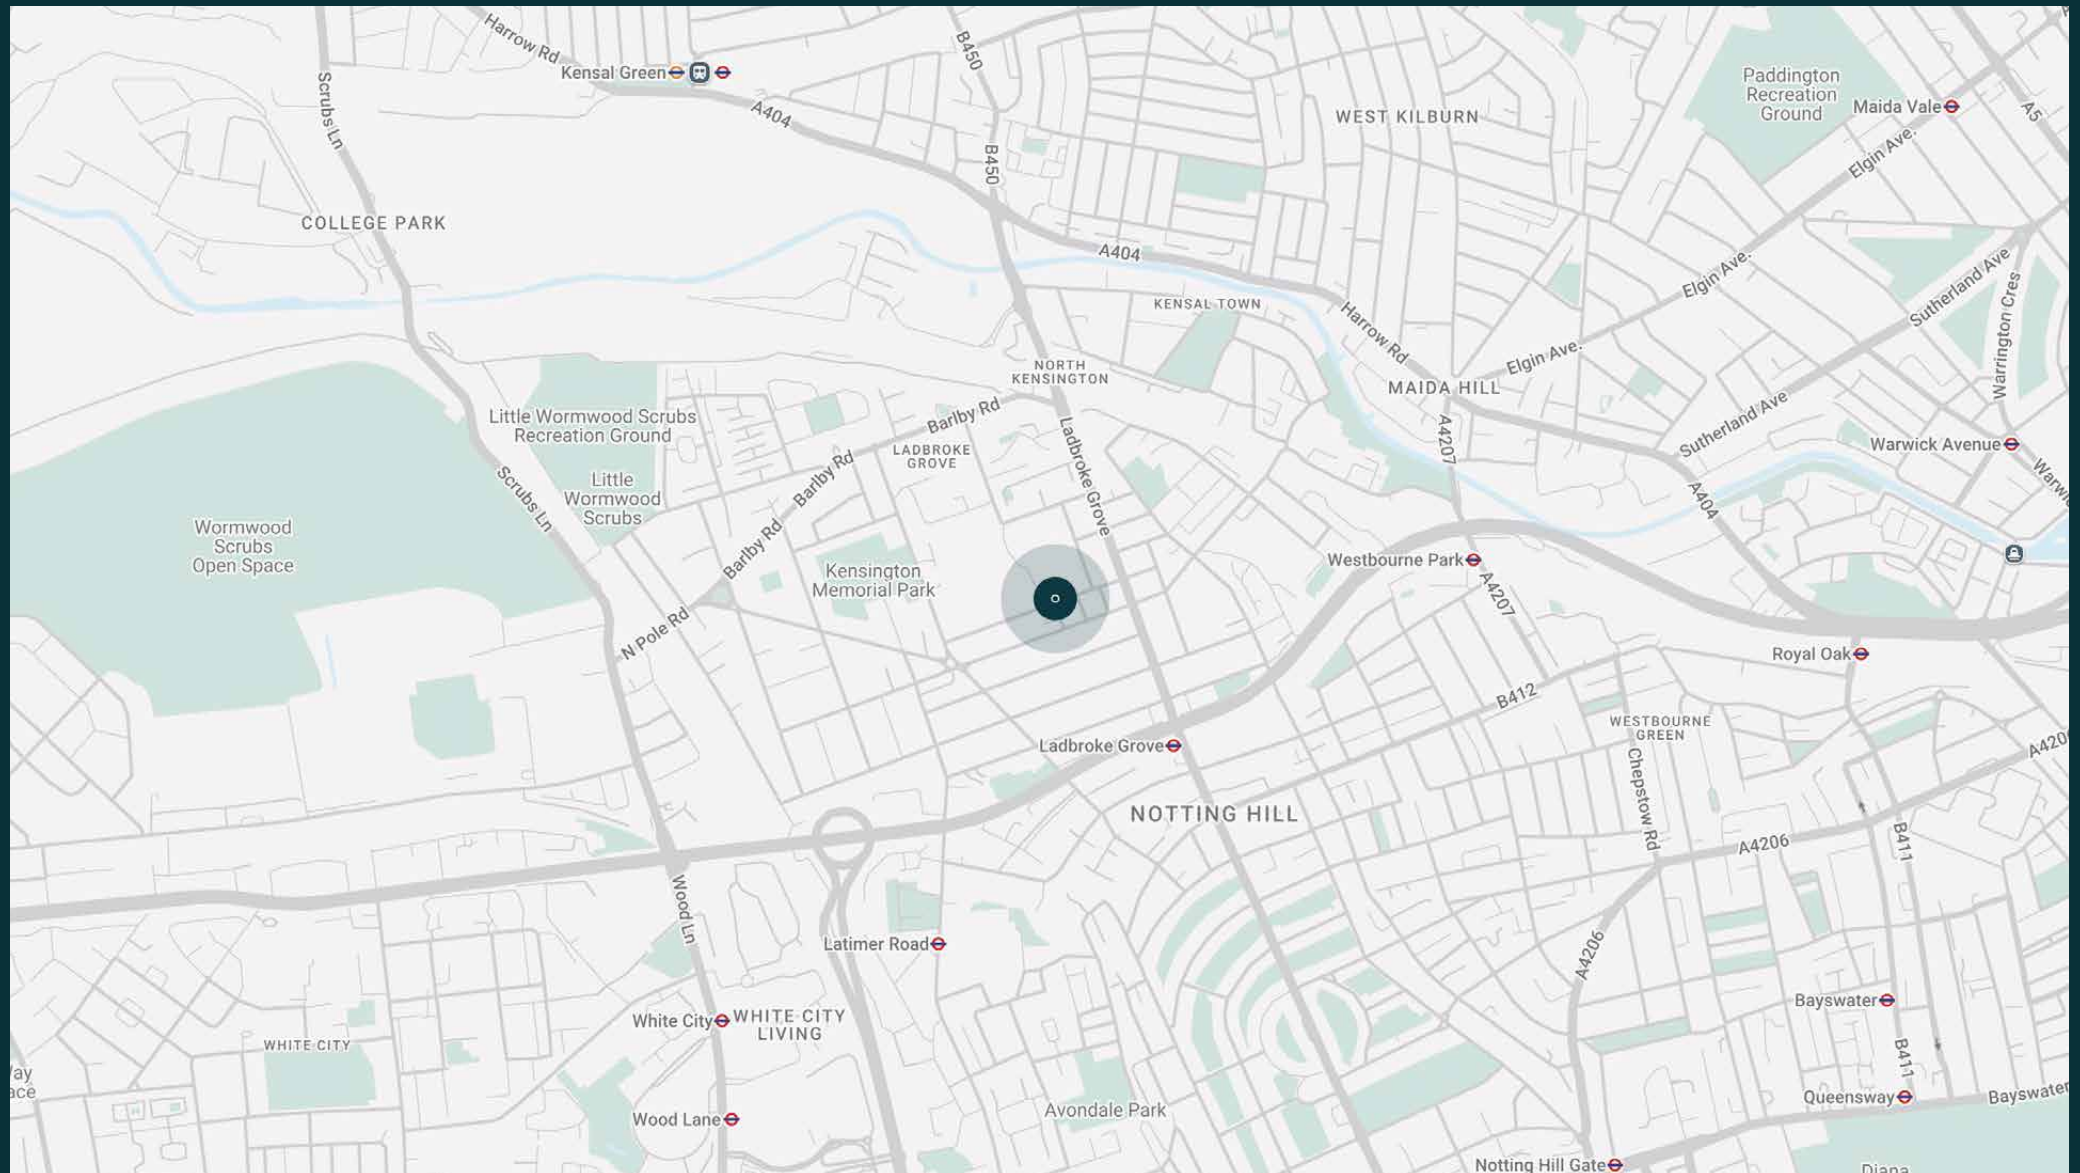 Harrow Rd
B450
Kensal Green
Scrubs Ln
A404
B450
WEST KILBURN
Paddington
Recreation
Ground
Maida Vale
A5
Elgin Ave.
COLLEGE PARK
A404
Elgin Ave.
Sutherland Ave
Warrington Cres
KENSAL TOWN
Harrow Rd
Elgin Ave.
NORTH
KENSINGTON
MAIDA HILL
Sutherland Ave
Little Wormwood Scrubs
Recreation Ground
Barlby Rd
Ladbroke Grove
A4207
Warwick Avenue
LADBROKE
GROVE
Barlby Rd
Scrubs Ln
Little
Wormwood
Scrubs
A404
Wormwood
Scrubs
Open Space
Barlby Rd
Kensington
Memorial Park
Westbourne Park
A4207
N Pole Rd
Royal Oak
B412
WESTBOURNE
GREEN
Ladbroke Grove
Chepstow Rd
NOTTING HILL
A4206
B411
Wood Ln
Latimer Road
A4206
Bayswater
White City
WHITE CITY
LIVING
WHITE CITY
B411
Queensway
Bayswater
Avondale Park
Wood Lane
Notting Hill Gate
Diana